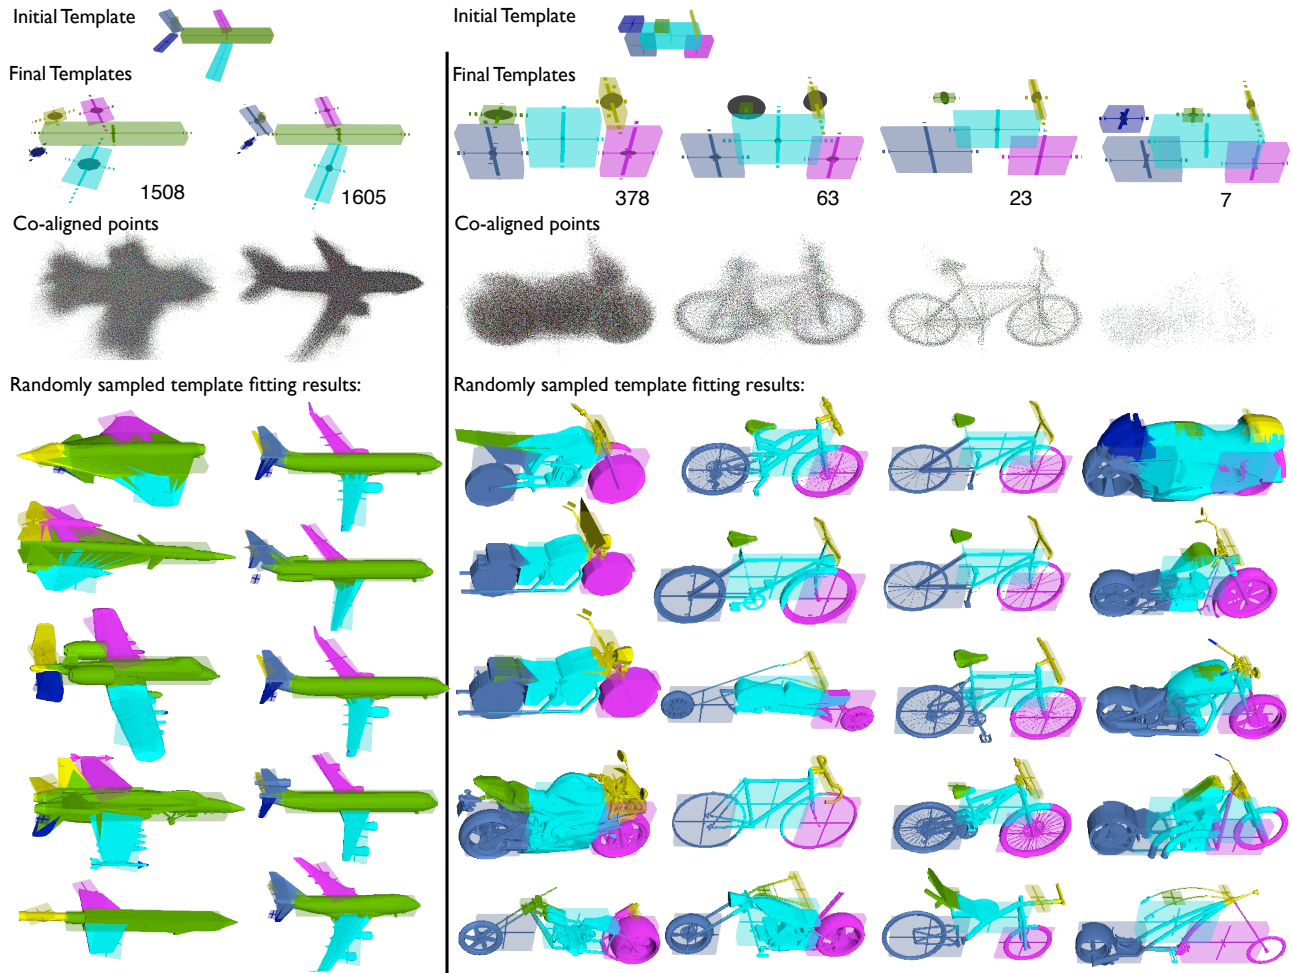 Initial Template
Final Templates
1508
1605
Co-aligned points
Randomly sampled template fitting results:
Initial Template
Final Templates
378
63
23
7
Co-aligned points
Randomly sampled template fitting results: